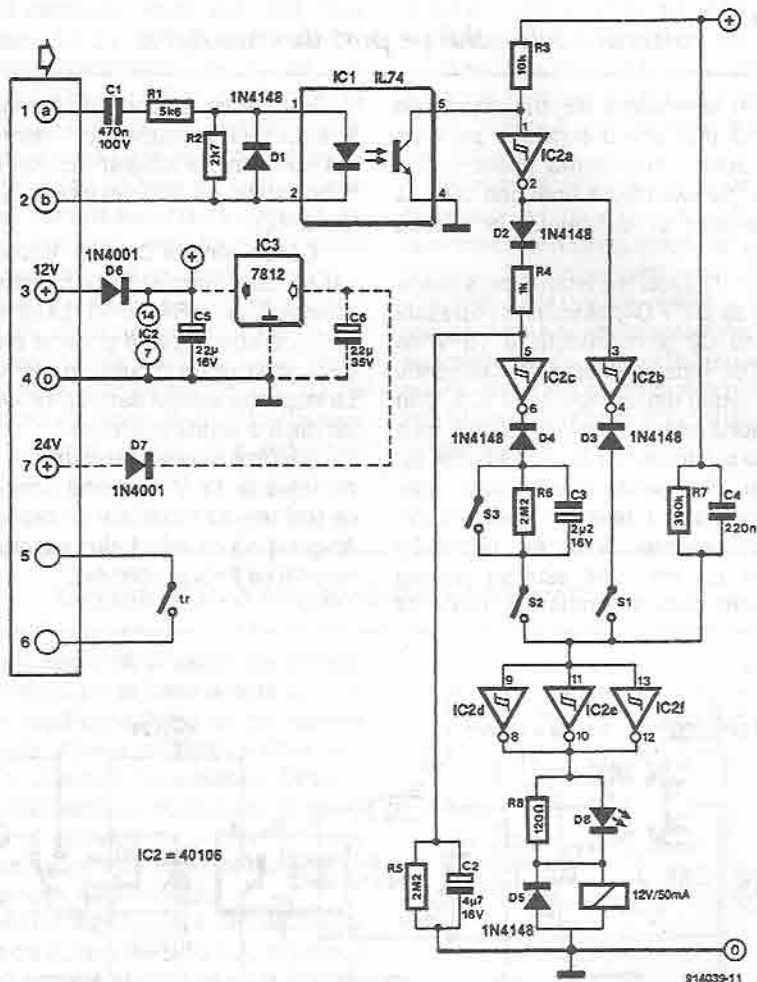 C1
470n
100V
R1
5k6
1N4148
R2
2k7
D1
IC1
IL74
1
2
5
4
R3
10k
1
IC2a
2
D2
1N4148
R4
1k
1 a
2 b
12V
3 +
4 0
24V
7 +
5
6
1N4001
D6
14
IC2
7
+
C5
22µ
16V
IC3
7812
C6
22µ
35V
D7
1N4001
tr
5
IC2c
6
3
IC2b
4
1N4148
D4
D3
1N4148
S3
R6
2M2
C3
2µ2
16V
R7
390k
C4
220n
S2
S1
9
11
13
IC2d
IC2e
IC2f
8
10
12
R8
120Ω
D8
D5
1N4148
12V/50mA
R5
2M2
C2
4µ7
16V
IC2 = 40106
+
0
914039-11